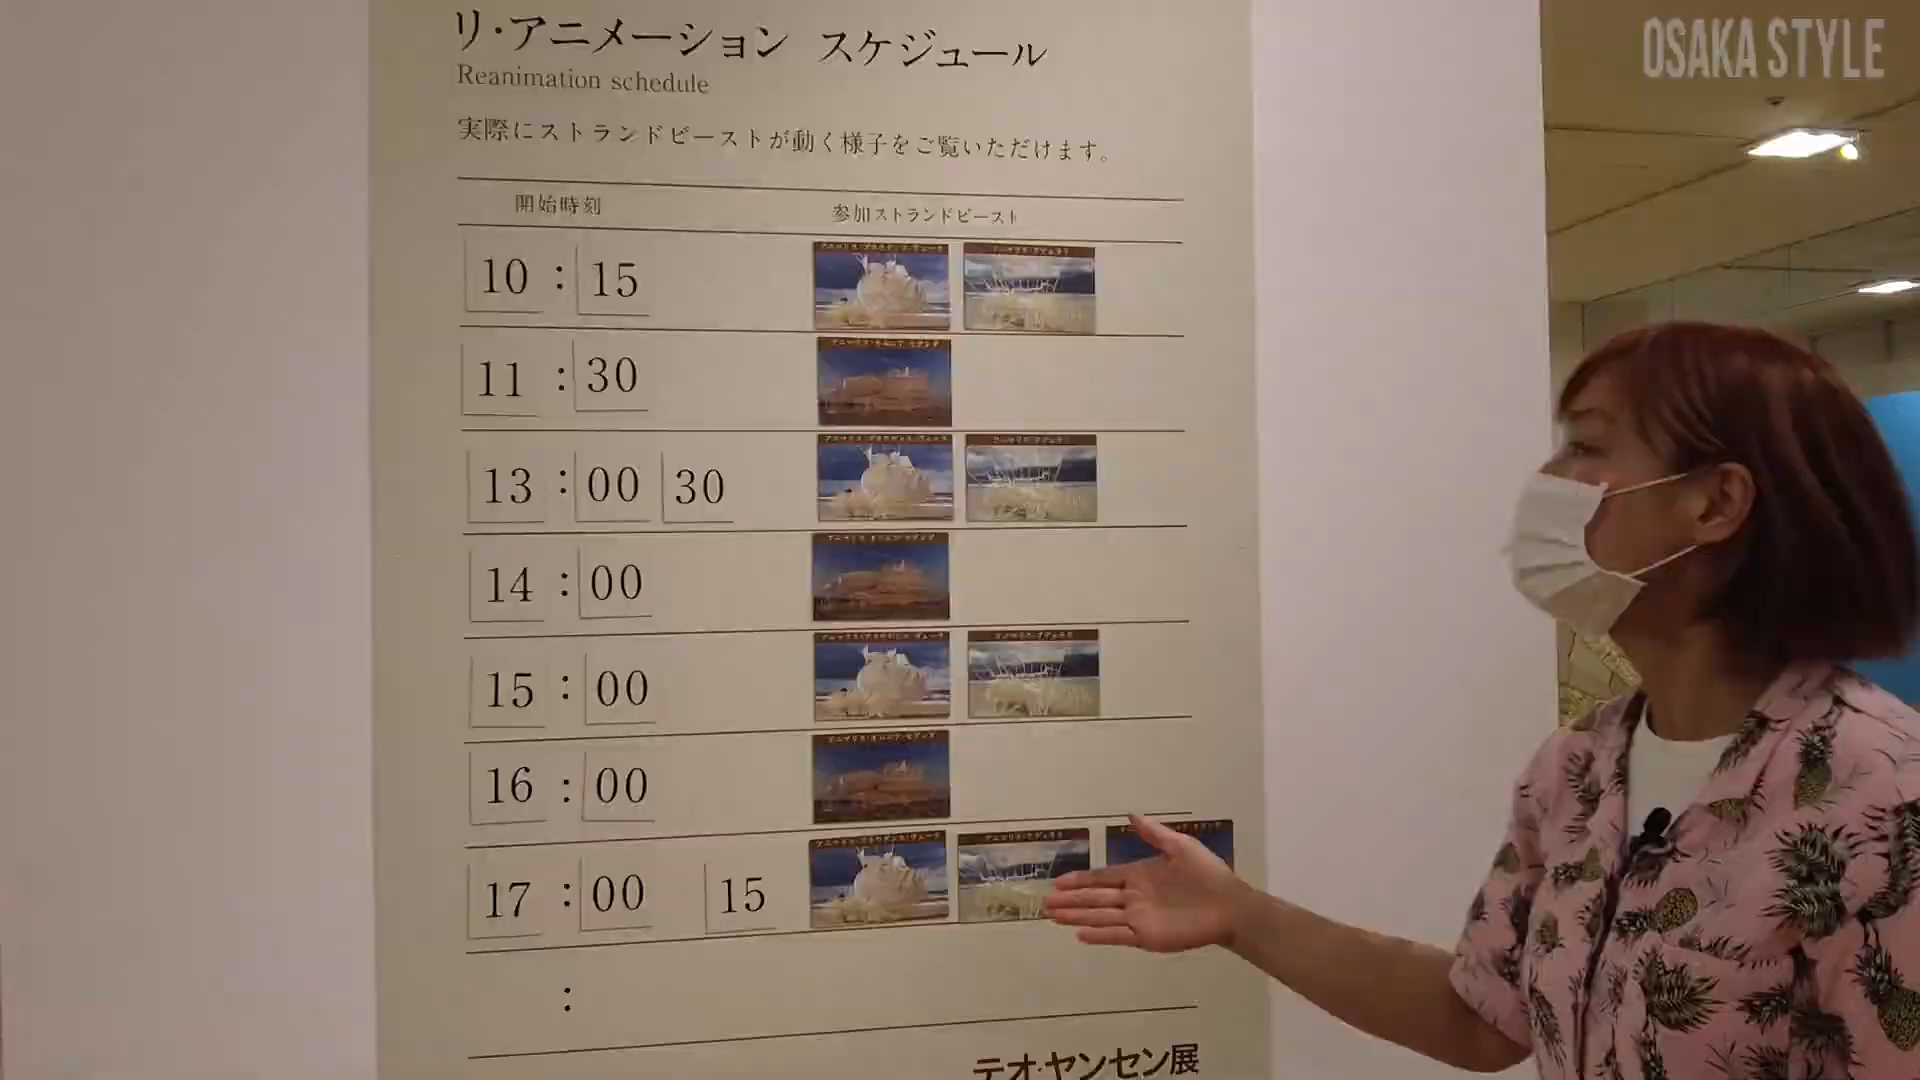 OSAKA STYLE
リ・アニメーション スケジュール
Reanimation schedule
実際にストランドビーストが動く様子をご覧いただけます。
開始時刻 参加ストランドビースト
10 : 15
11 : 30
13 : 00 30
14 : 00
15 : 00
16 : 00
17 : 00 15
:
テオ・ヤンセン展